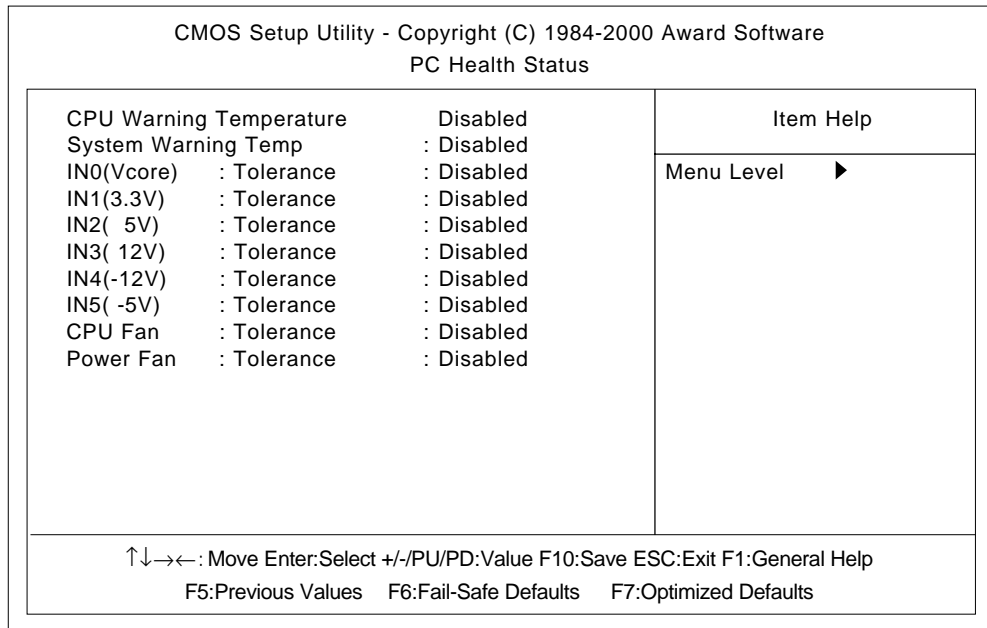 CMOS Setup Utility - Copyright (C) 1984-2000 Award Software
PC Health Status
CPU Warning Temperature Disabled
System Warning Temp : Disabled
IN0(Vcore) : Tolerance : Disabled
IN1(3.3V) : Tolerance : Disabled
IN2( 5V) : Tolerance : Disabled
IN3( 12V) : Tolerance : Disabled
IN4(-12V) : Tolerance : Disabled
IN5( -5V) : Tolerance : Disabled
CPU Fan : Tolerance : Disabled
Power Fan : Tolerance : Disabled
Item Help
Menu Level ▶
↑↓→←: Move Enter:Select +/-/PU/PD:Value F10:Save ESC:Exit F1:General Help
F5:Previous Values F6:Fail-Safe Defaults F7:Optimized Defaults